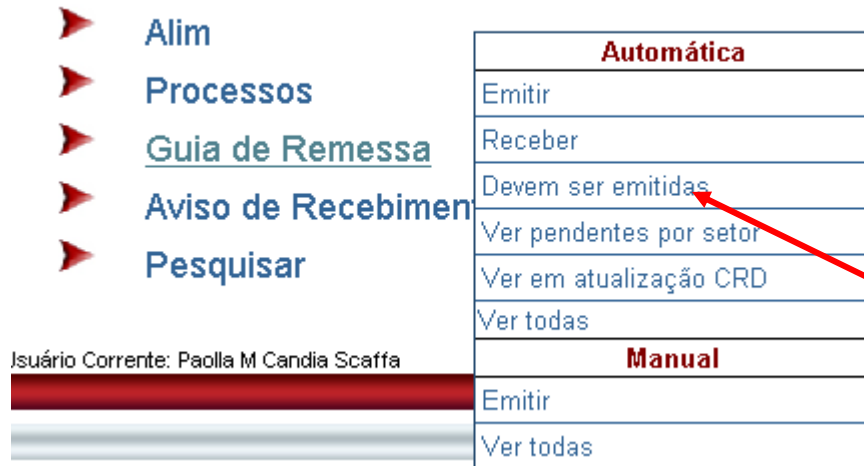 Alim
Processos
Guia de Remessa
Aviso de Recebimen
Pesquisar
Automática
Emitir
Receber
Devem ser emitidas
Ver pendentes por setor
Ver em atualização CRD
Ver todas
Manual
Emitir
Ver todas
Jsuário Corrente: Paolla M Candia Scaffa